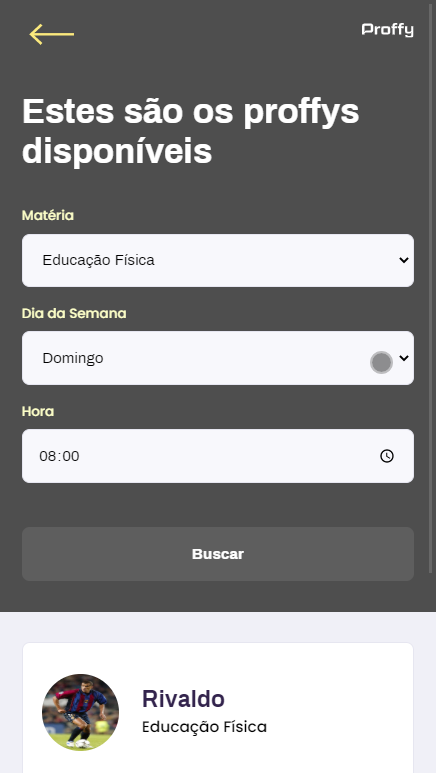 Proffy
Estes são os proffys
disponíveis
Matéria
Educação Física
Dia da Semana
Domingo
Hora
08:00
Buscar
Rivaldo
Educação Física